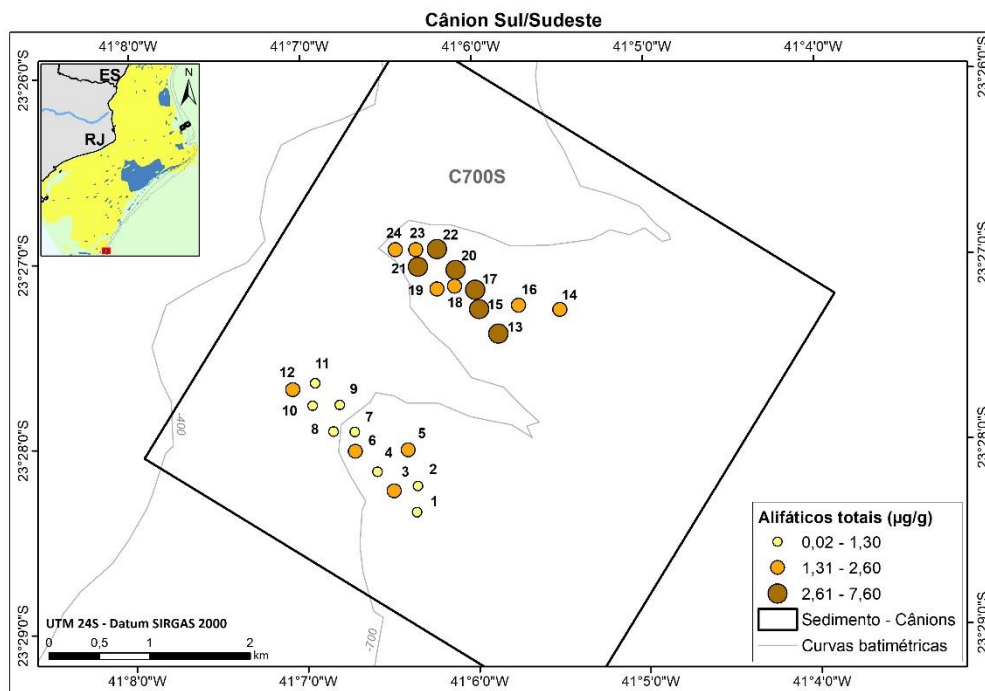 Cânion Sul/Sudeste
41°8'0"W 41°7'0"W 41°6'0"W 41°5'0"W 41°4'0"W
23°26'0"S 23°26'0"S
ES
N
RJ
C700S
24 23 22
20
21
23°27'0"S 23°27'0"S
17
19 18 15 16 14
13
11
12
9
10
7
8
-400
6 5
23°28'0"S 23°28'0"S
4
3 2
1
Alifáticos totais (µg/g)
0,02 - 1,30
1,31 - 2,60
2,61 - 7,60
Sedimento - Cânions
Curvas batimétricas
-700
UTM 24S - Datum SIRGAS 2000
0 0,5 1 2
km
23°29'0"S 23°29'0"S
41°8'0"W 41°7'0"W 41°6'0"W 41°5'0"W 41°4'0"W